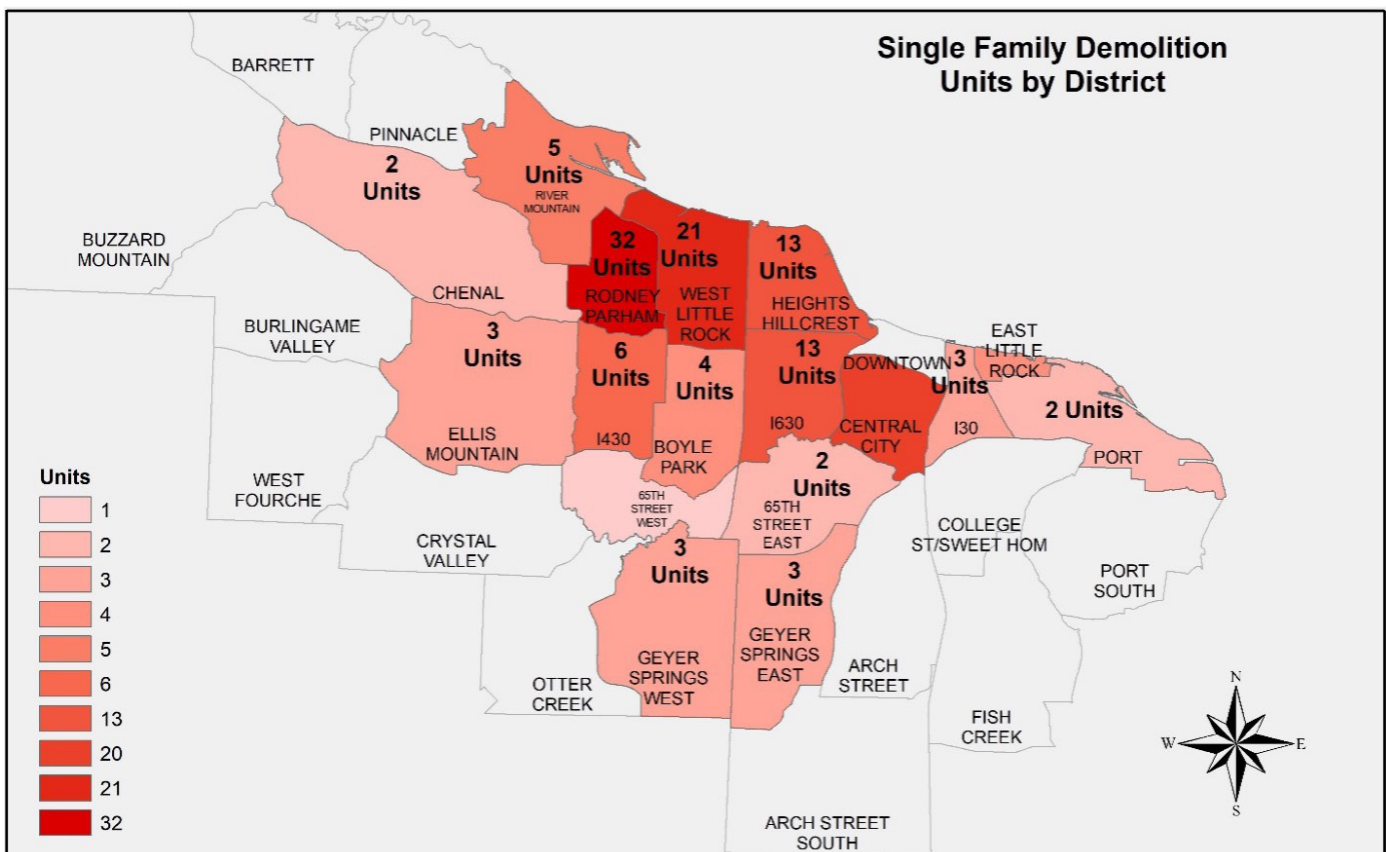 Single Family Demolition
Units by District
BARRETT
PINNACLE
2
Units
5
Units
RIVER
MOUNTAIN
BUZZARD
MOUNTAIN
CHENAL
32
Units
RODNEY
PARHAM
21
Units
WEST
LITTLE
ROCK
13
Units
HEIGHTS
HILLCREST
BURLINGAME
VALLEY
3
Units
ELLIS
MOUNTAIN
6
Units
I430
4
Units
BOYLE
PARK
13
Units
I630
DOWNTOWN
CENTRAL
CITY
3
Units
I30
EAST
LITTLE
ROCK
2 Units
PORT
WEST
FOURCHE
CRYSTAL
VALLEY
65TH
STREET
WEST
2
Units
65TH
STREET
EAST
COLLEGE
ST/SWEET HOM
PORT
SOUTH
3
Units
GEYER
SPRINGS
WEST
3
Units
GEYER
SPRINGS
EAST
OTTER
CREEK
ARCH
STREET
FISH
CREEK
ARCH STREET
SOUTH
Units
1
2
3
4
5
6
13
20
21
32
N
W
E
S